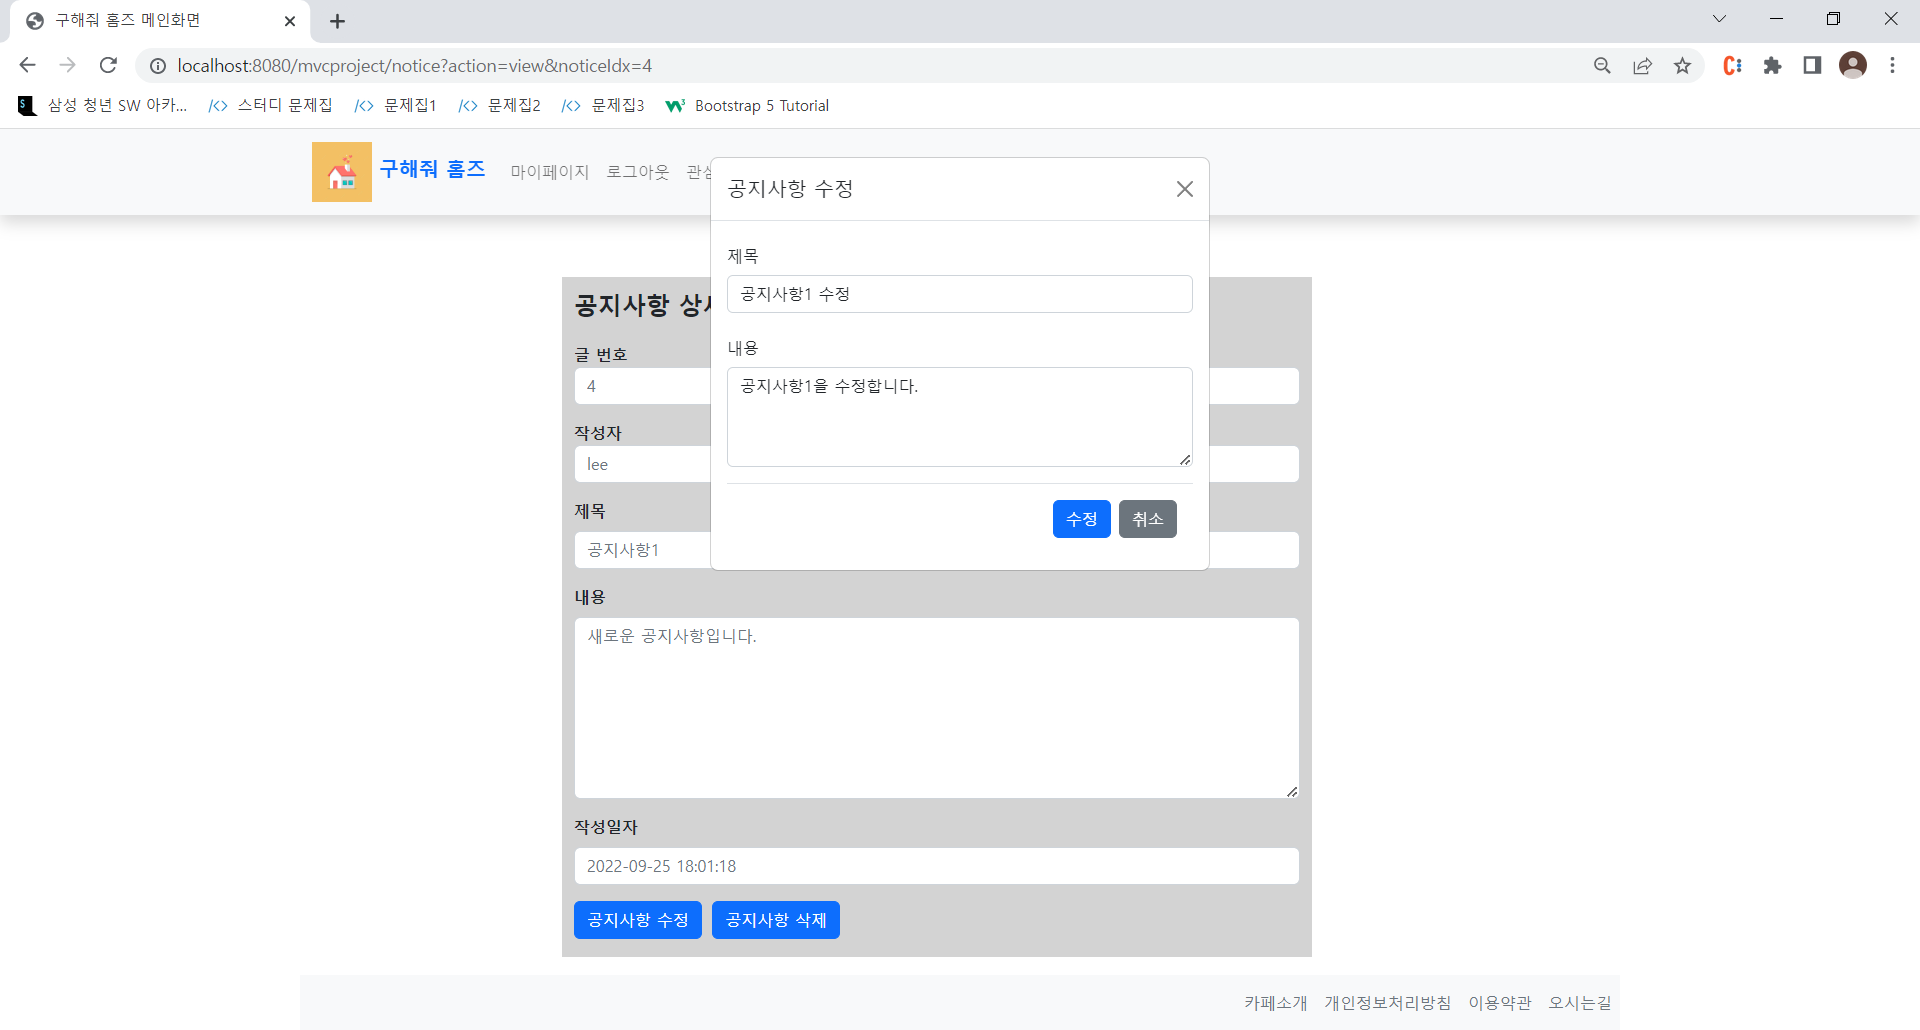 구해줘 홈즈 메인화면
localhost:8080/mvcproject/notice?action=view&noticeIdx=4
삼성 청년 SW 아카... 스터디 문제집 문제집1 문제집2 문제집3 Bootstrap 5 Tutorial
구해줘 홈즈 마이페이지 로그아웃
공지사항 수정
제목
공지사항1 수정
내용
공지사항1을 수정합니다.
수정 취소
공지사항
글 번호
4
작성자
lee
제목
공지사항1
내용
새로운 공지사항입니다.
작성일자
2022-09-25 18:01:18
공지사항 수정 공지사항 삭제
카페소개 개인정보처리방침 이용약관 오시는길